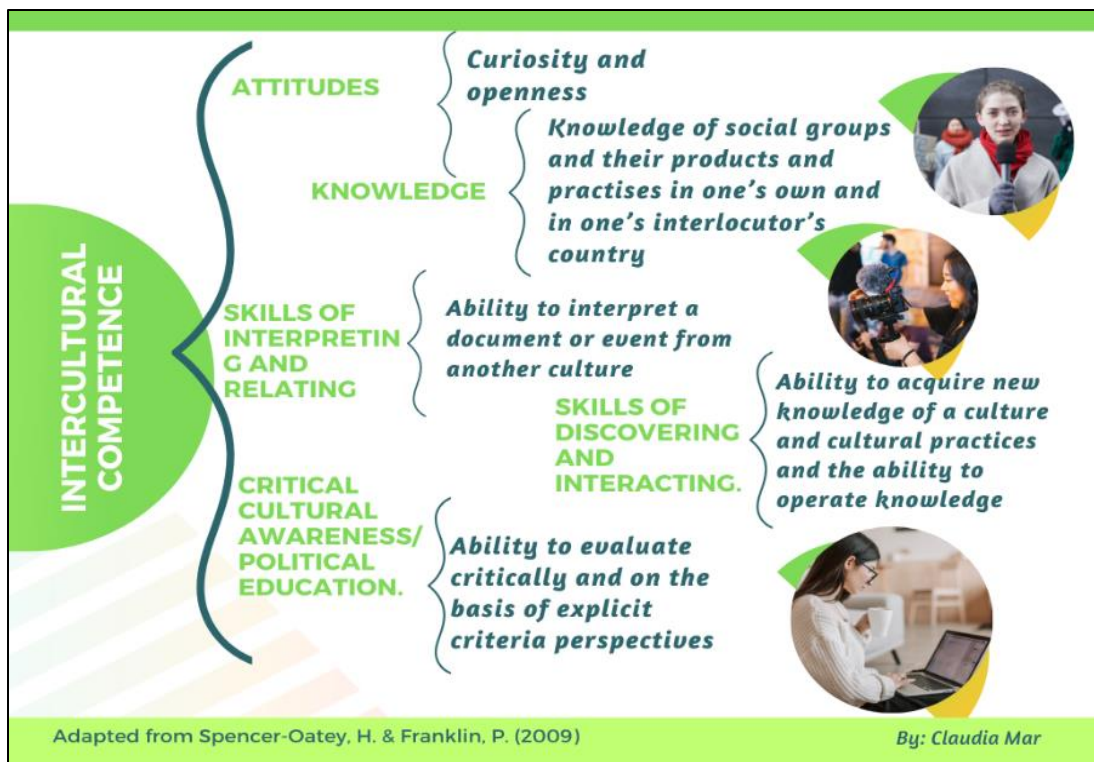 INTERCULTURAL
COMPETENCE
ATTITUDES
Curiosity and
openness
KNOWLEDGE
Knowledge of social groups
and their products and
practises in one's own and
in one's interlocutor's
country
SKILLS OF
INTERPRETIN
G AND
RELATING
Ability to interpret a
document or event from
another culture
SKILLS OF
DISCOVERING
AND
INTERACTING.
Ability to acquire new
knowledge of a culture
and cultural practices
and the ability to
operate knowledge
CRITICAL
CULTURAL
AWARENESS/
POLITICAL
EDUCATION.
Ability to evaluate
critically and on the
basis of explicit
criteria perspectives
Adapted from Spencer-Oatey, H. & Franklin, P. (2009)
By: Claudia Mar